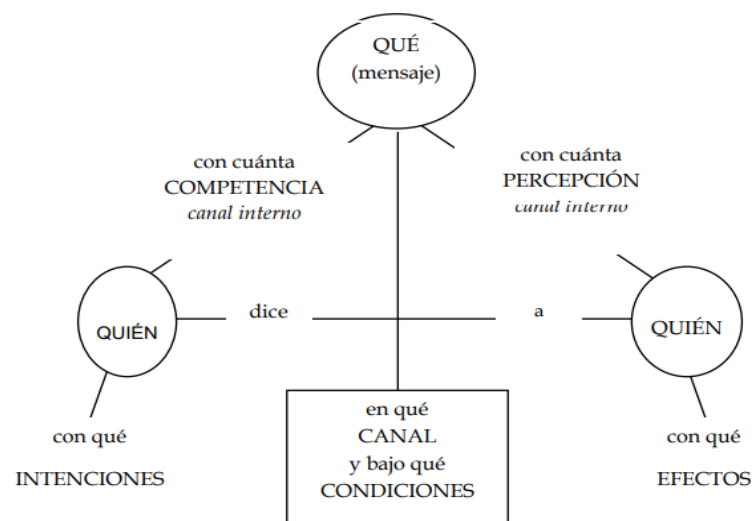 QUÉ
(mensaje)
con cuánta
COMPETENCIA
canal interno
con cuánta
PERCEPCIÓN
canal interno
QUIÉN
dice
a
QUIÉN
con qué
INTENCIONES
en qué
CANAL
y bajo qué
CONDICIONES
con qué
EFECTOS